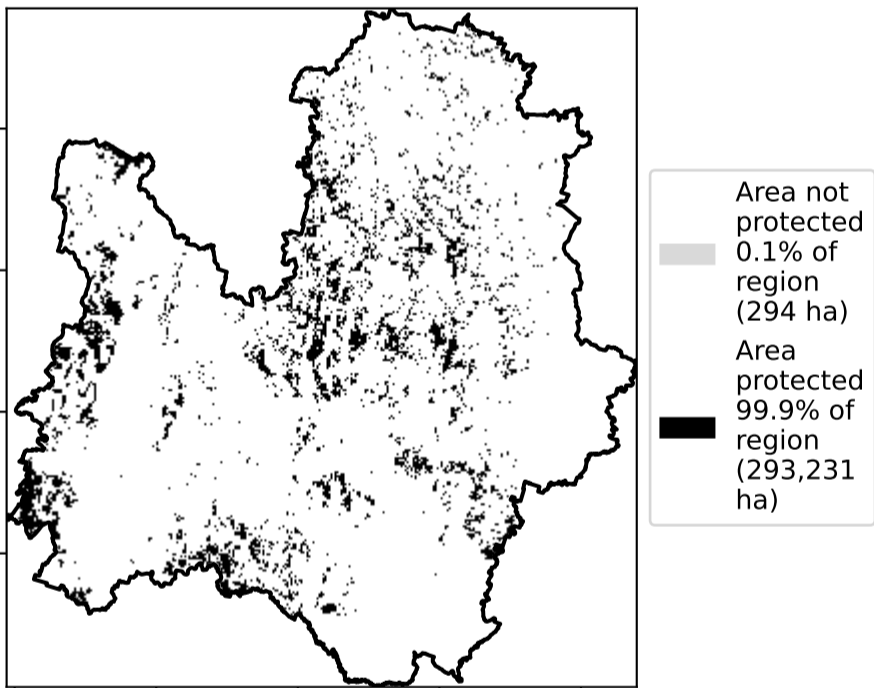 Area not
protected
0.1% of
region
(294 ha)
Area
protected
99.9% of
region
(293,231
ha)